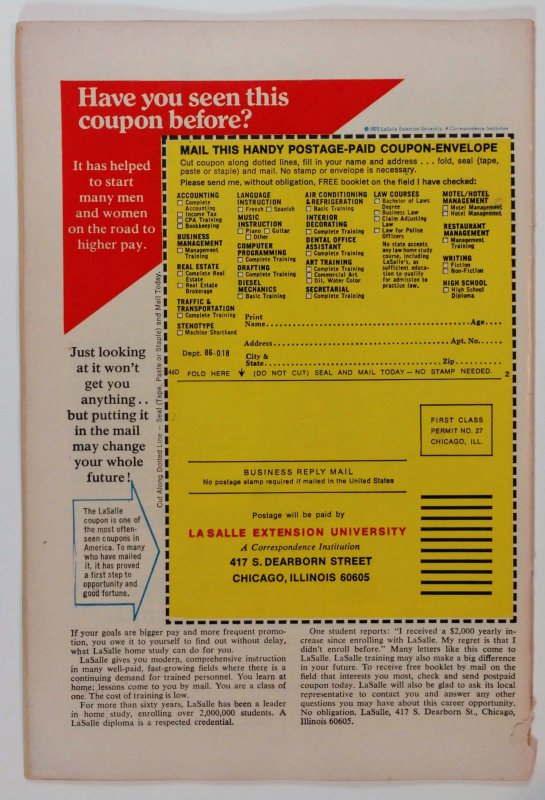 Have you seen this
coupon before?
© 1972 LaSalle Extension University. A Correspondence Institution
It has helped
to start
many men
and women
on the road to
higher pay.
Just looking
at it won't
get you
anything . .
but putting it
in the mail
may change
your whole
future!
The LaSalle
coupon is one
of the most often-
seen coupons in
America. To many
who have mailed
it, it has proved
a first step to
opportunity and
good fortune.
Cut Along Dotted Line — Seal (Tape, Paste or Staple) and Mail Today.
MAIL THIS HANDY POSTAGE-PAID COUPON-ENVELOPE
Cut coupon along dotted lines, fill in your name and address . . . fold, seal (tape,
paste or staple) and mail. No stamp or envelope is necessary.
Please send me, without obligation, FREE booklet on the field I have checked:
ACCOUNTING
Complete
Accounting
Income Tax
CPA Training
Bookkeeping
BUSINESS
MANAGEMENT
Management
Training
REAL ESTATE
Complete Real
Estate
Real Estate
Brokerage
TRAFFIC &
TRANSPORTATION
Complete Training
STENOTYPE
Machine Shorthand
LANGUAGE
INSTRUCTION
French Spanish
MUSIC
INSTRUCTION
Piano Guitar
Other
COMPUTER
PROGRAMMING
Complete Training
DRAFTING
Complete Training
DIESEL
MECHANICS
Basic Training
AIR CONDITIONING
& REFRIGERATION
Basic Training
INTERIOR
DECORATING
Complete Training
DENTAL OFFICE
ASSISTANT
Complete Training
ART TRAINING
Complete Training
Commercial Art
Oil, Water Color
SECRETARIAL
Complete Training
LAW COURSES
Bachelor of Laws
Degree
Business Law
Claim Adjusting
Law
Law for Police
Officers
No state accepts
any law home study
course, including
LaSalle's, as
sufficient educa-
tion to qualify
for admission to
practice law.
MOTEL/HOTEL
MANAGEMENT
Motel Management
Hotel Management
RESTAURANT
MANAGEMENT
Management
Training
WRITING
Fiction
Non-Fiction
HIGH SCHOOL
High School
Diploma
Print
Name Age
Address Apt. No.
Dept. 86-018
City &
State Zip
46D FOLD HERE (DO NOT CUT) SEAL AND MAIL TODAY — NO STAMP NEEDED. 2
FIRST CLASS
PERMIT NO. 27
CHICAGO, ILL.
BUSINESS REPLY MAIL
No postage stamp required if mailed in the United States
Postage will be paid by
LA SALLE EXTENSION UNIVERSITY
A Correspondence Institution
417 S. DEARBORN STREET
CHICAGO, ILLINOIS 60605
If your goals are bigger pay and more frequent promo-
tion, you owe it to yourself to find out without delay,
what LaSalle home study can do for you.
LaSalle gives you modern, comprehensive instruction
in many well-paid, fast-growing fields where there is a
continuing demand for trained personnel. You learn at
home; lessons come to you by mail. You are a class of
one. The cost of training is low.
For more than sixty years, LaSalle has been a leader
in home study, enrolling over 2,000,000 students. A
LaSalle diploma is a respected credential.
One student reports: "I received a $2,000 yearly in-
crease since enrolling with LaSalle. My regret is that I
didn't enroll before." Many letters like this come to
LaSalle. LaSalle training may also make a big difference
in your future. To receive free booklet by mail on the
field that interests you most, check and send postpaid
coupon today. LaSalle will also be glad to ask its local
representative to contact you and answer any other
questions you may have about this career opportunity.
No obligation. LaSalle, 417 S. Dearborn St., Chicago,
Illinois 60605.